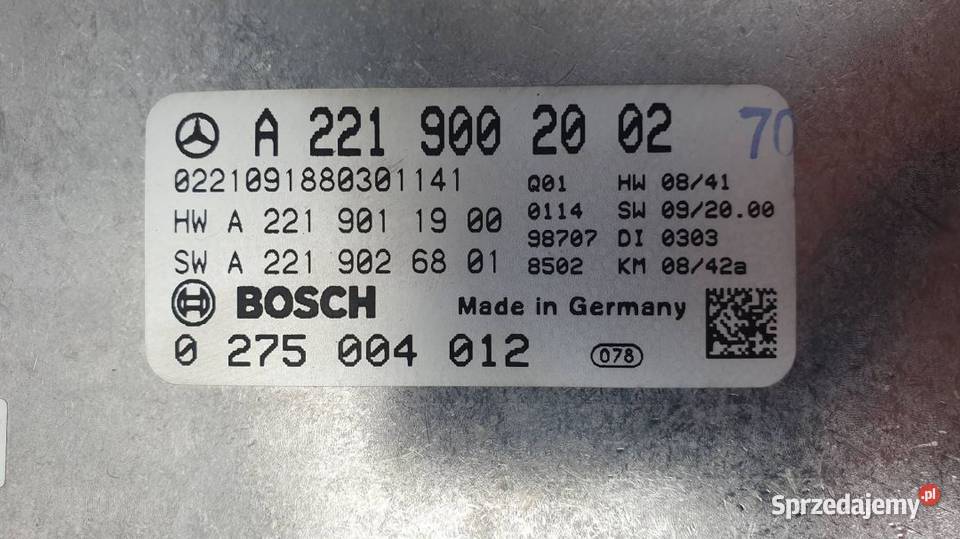 A 221 900 20 02 70
0221091880301141
HW A 221 901 19 00
SW A 221 902 68 01
Q01 HW 08/41
0114 SW 09/20.00
98707 DI 0303
8502 KM 08/42a
BOSCH Made in Germany
0 275 004 012 078
Sprzedajemy.pl